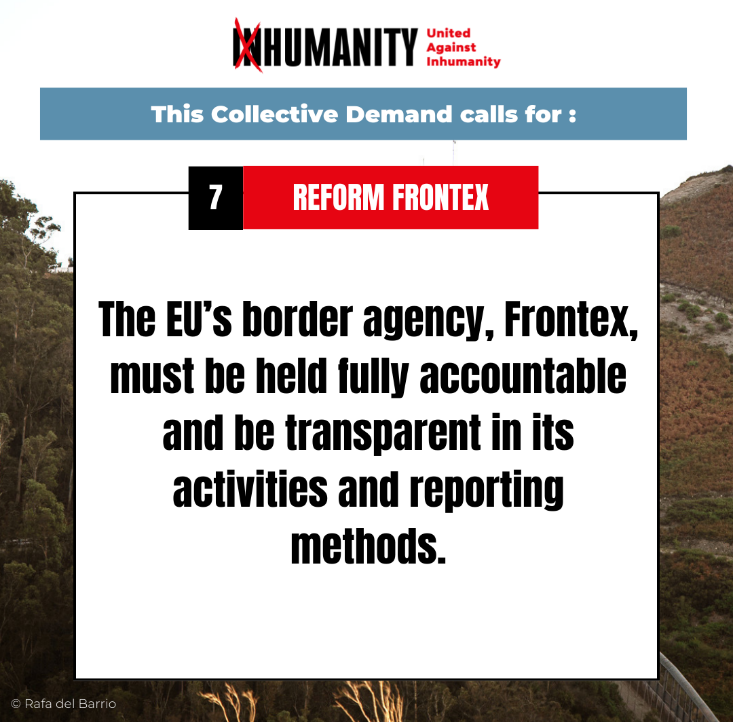 INHUMANITY
United
Against
Inhumanity
This Collective Demand calls for :
7
REFORM FRONTEX
The EU’s border agency, Frontex,
must be held fully accountable
and be transparent in its
activities and reporting
methods.
© Rafa del Barrio